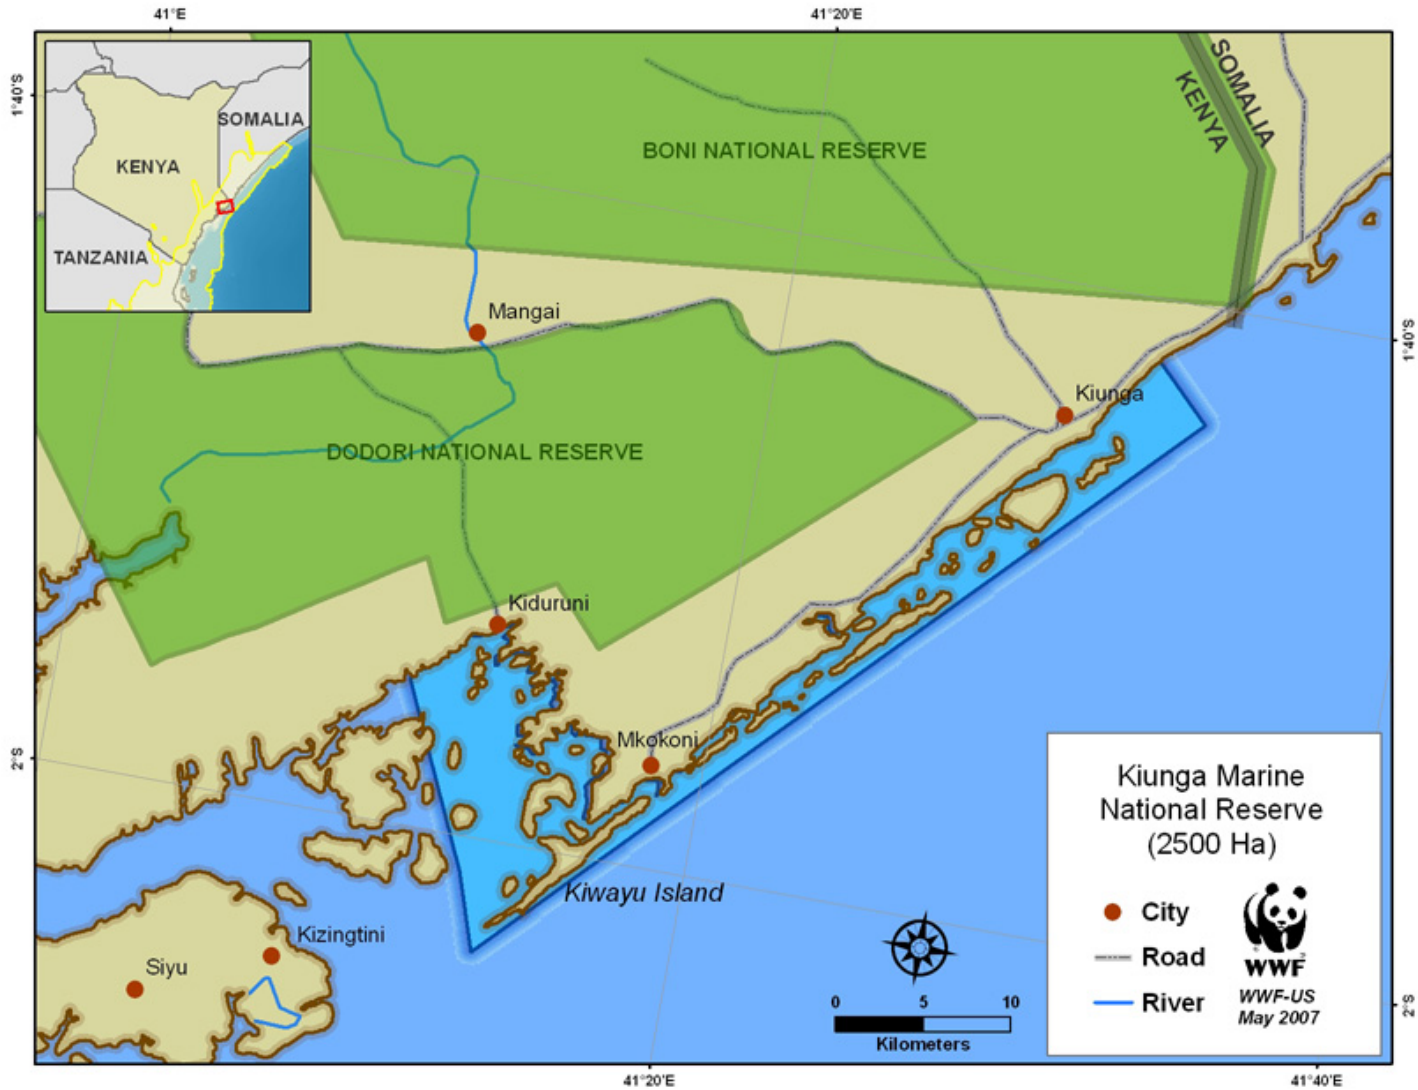 41°E
41°20'E
1°40'S
SOMALIA
KENYA
TANZANIA
BONI NATIONAL RESERVE
SOMALIA
KENYA
Mangai
1°40'S
Kiunga
DODORI NATIONAL RESERVE
Kiduruni
Mkokoni
2°S
Kiwayu Island
Kizingtini
Siyu
Kiunga Marine
National Reserve
(2500 Ha)
City
Road
River
WWF
WWF-US
May 2007
0 5 10
Kilometers
2°S
41°20'E
41°40'E